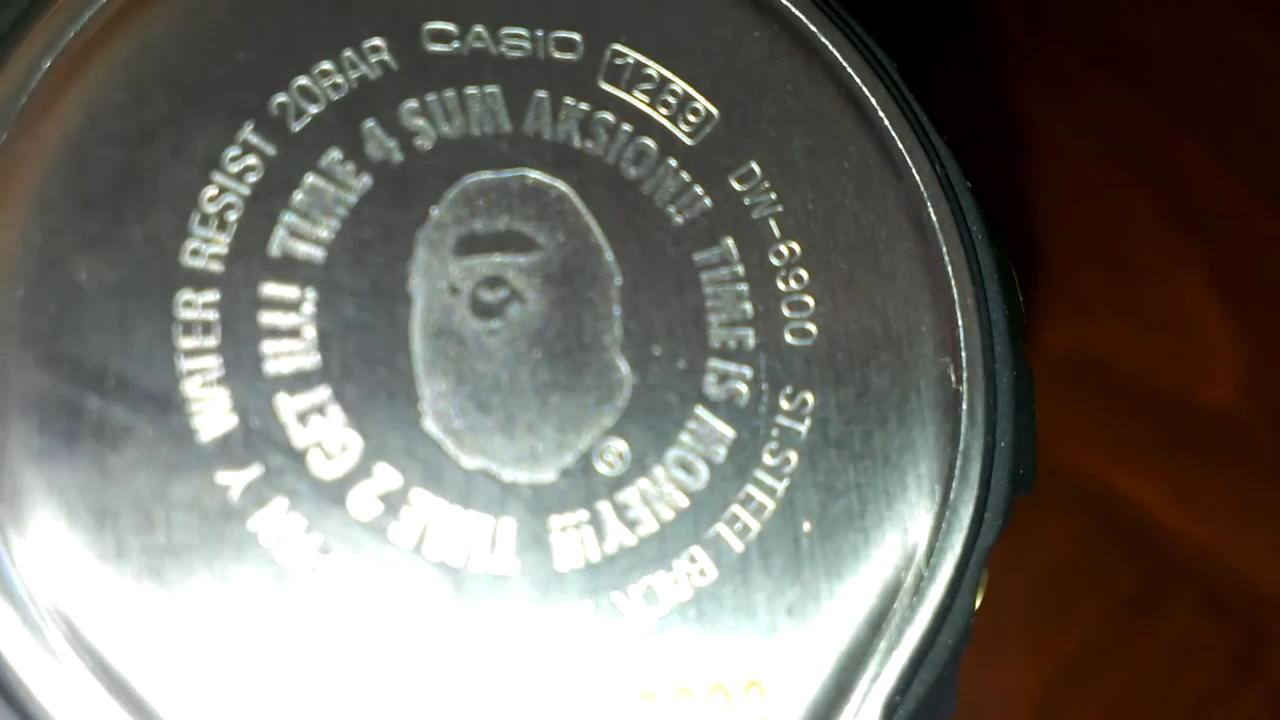 CASIO
1289
DW-6900
ST.STEEL BACK
Y
WATER RESIST 20BAR
TIME 4 SUM AKSION!!
TIME IS MONEY!!!
TIME 2 GET ILL!!